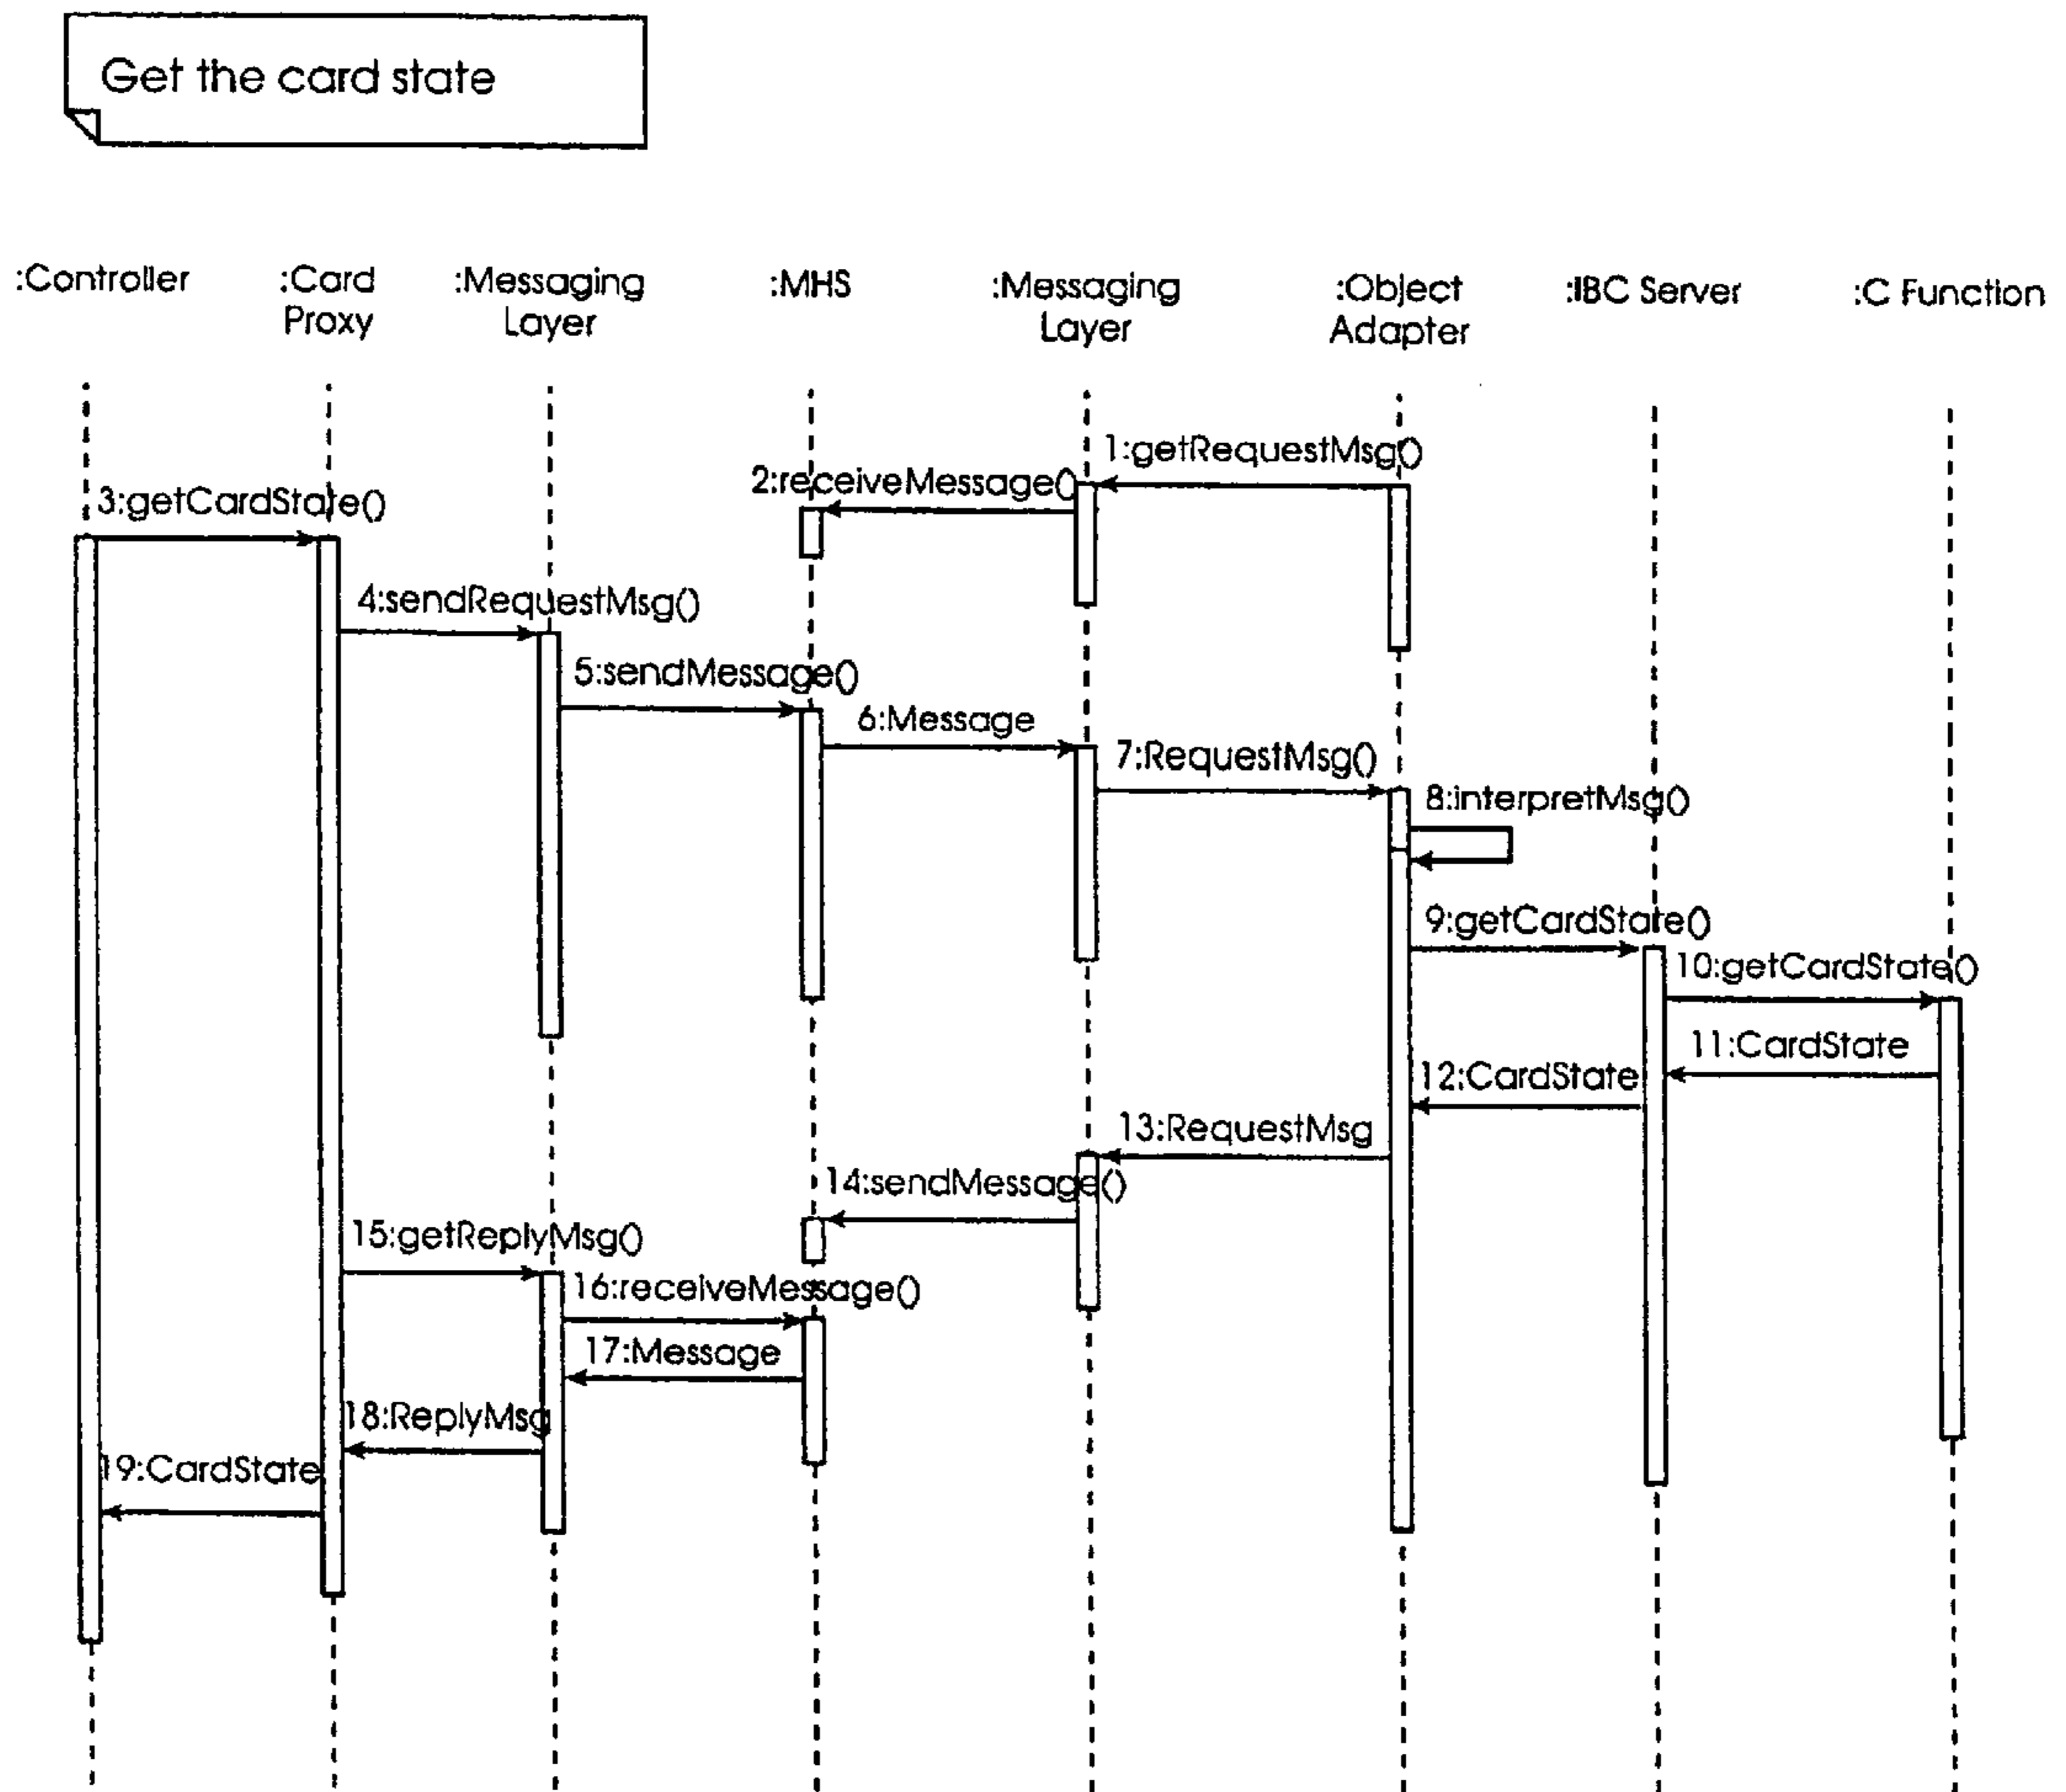 Get the card state
:Controller
:Card
Proxy
:Messaging
Layer
:MHS
:Messaging
Layer
:Object
Adapter
:IBC Server
:C Function
1:getRequestMsg()
2:receiveMessage()
3:getCardState()
4:sendRequestMsg()
5:sendMessage()
6:Message
7:RequestMsg()
8:interpretMsg()
9:getCardState()
10:getCardState()
11:CardState
12:CardState
13:RequestMsg
14:sendMessage()
15:getReplyMsg()
16:receiveMessage()
17:Message
18:ReplyMsg
19:CardState